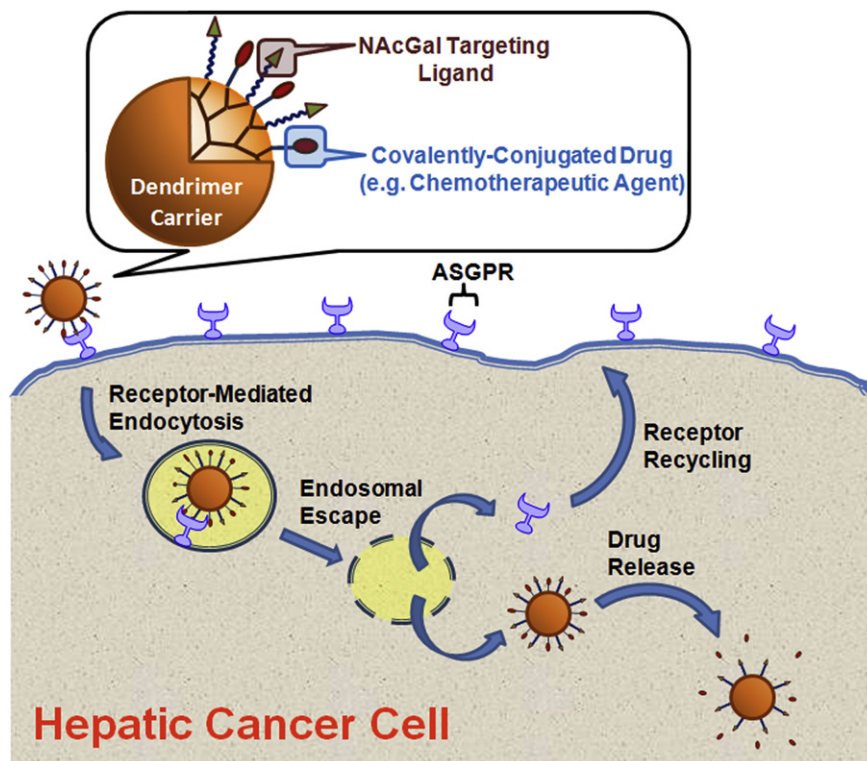 NAcGal Targeting
Ligand
Covalently-Conjugated Drug
(e.g. Chemotherapeutic Agent)
Dendrimer
Carrier
ASGPR
Receptor-Mediated
Endocytosis
Endosomal
Escape
Receptor
Recycling
Drug
Release
Hepatic Cancer Cell